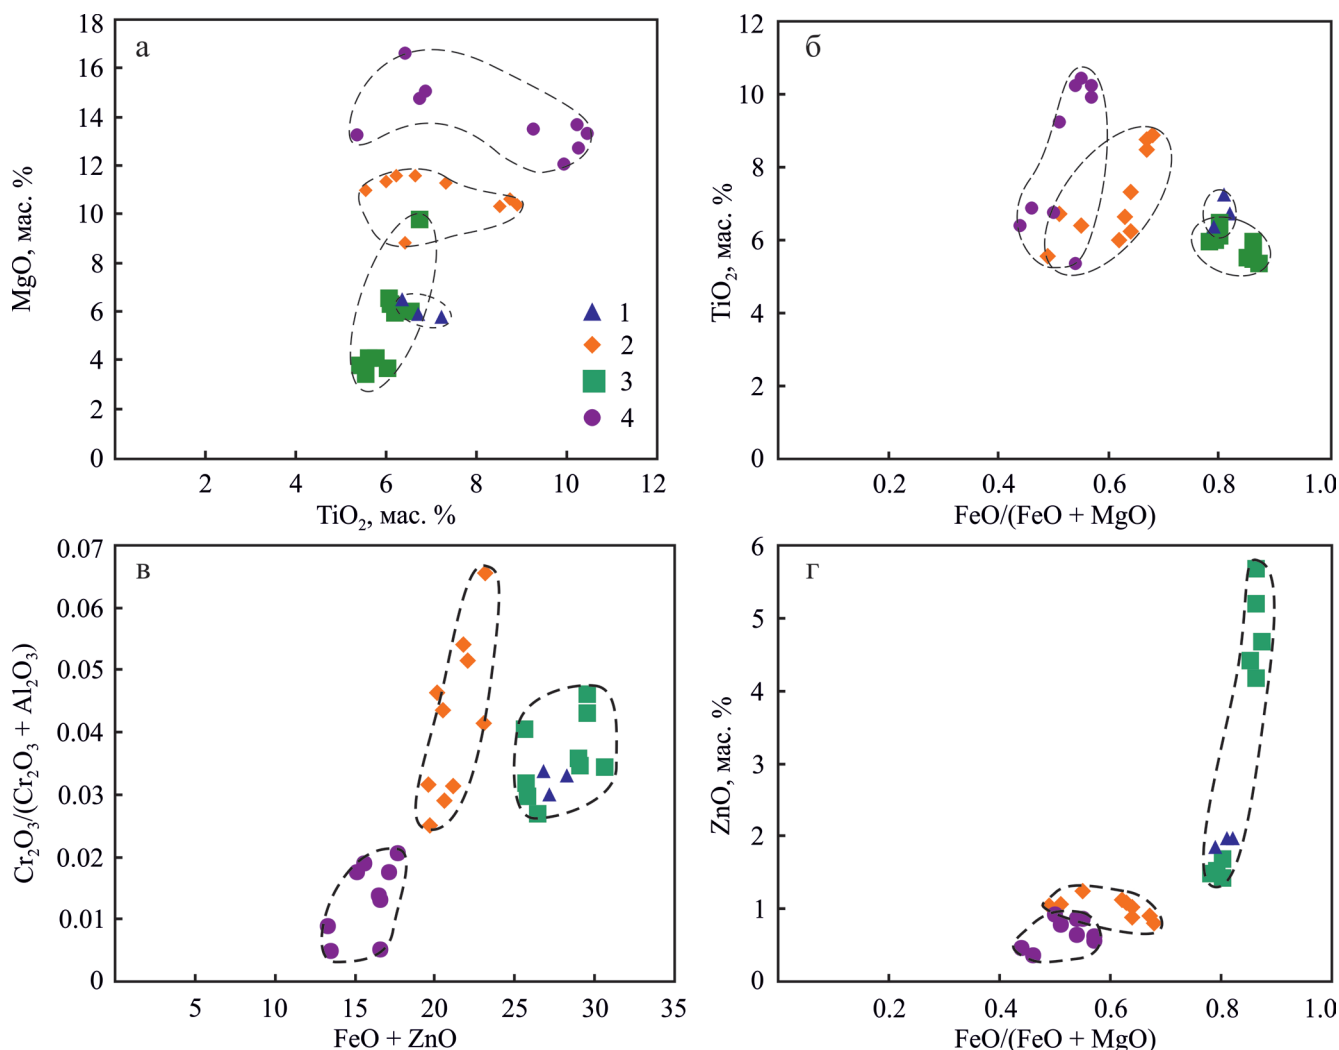 а
MgO, мас. %
18
16
14
12
10
8
6
4
2
0
2 4 6 8 10 12
TiO₂, мас. %
1
2
3
4
б
TiO₂, мас. %
12
10
8
6
4
2
0
0.2 0.4 0.6 0.8 1.0
FeO/(FeO + MgO)
в
Cr₂O₃/(Cr₂O₃ + Al₂O₃)
0.07
0.06
0.05
0.04
0.03
0.02
0.01
0
5 10 15 20 25 30 35
FeO + ZnO
г
ZnO, мас. %
6
5
4
3
2
1
0
0.2 0.4 0.6 0.8 1.0
FeO/(FeO + MgO)